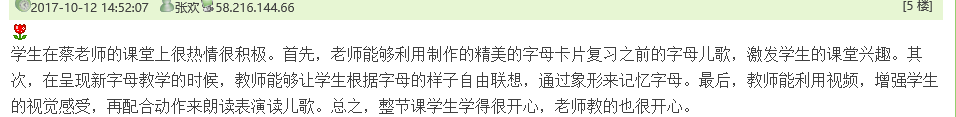 2017-10-12 14:52:07 张欢 58.216.144.66 [5 楼]
学生在蔡老师的课堂上很热情很积极。首先，老师能够利用制作的精美的字母卡片复习之前的字母儿歌，激发学生的课堂兴趣。其
次，在呈现新字母教学的时候，教师能够让学生根据字母的样子自由联想，通过象形来记忆字母。最后，教师能利用视频，增强学生
的视觉感受，再配合动作来朗读表演读儿歌。总之，整节课学生学得很开心，老师教的也很开心。